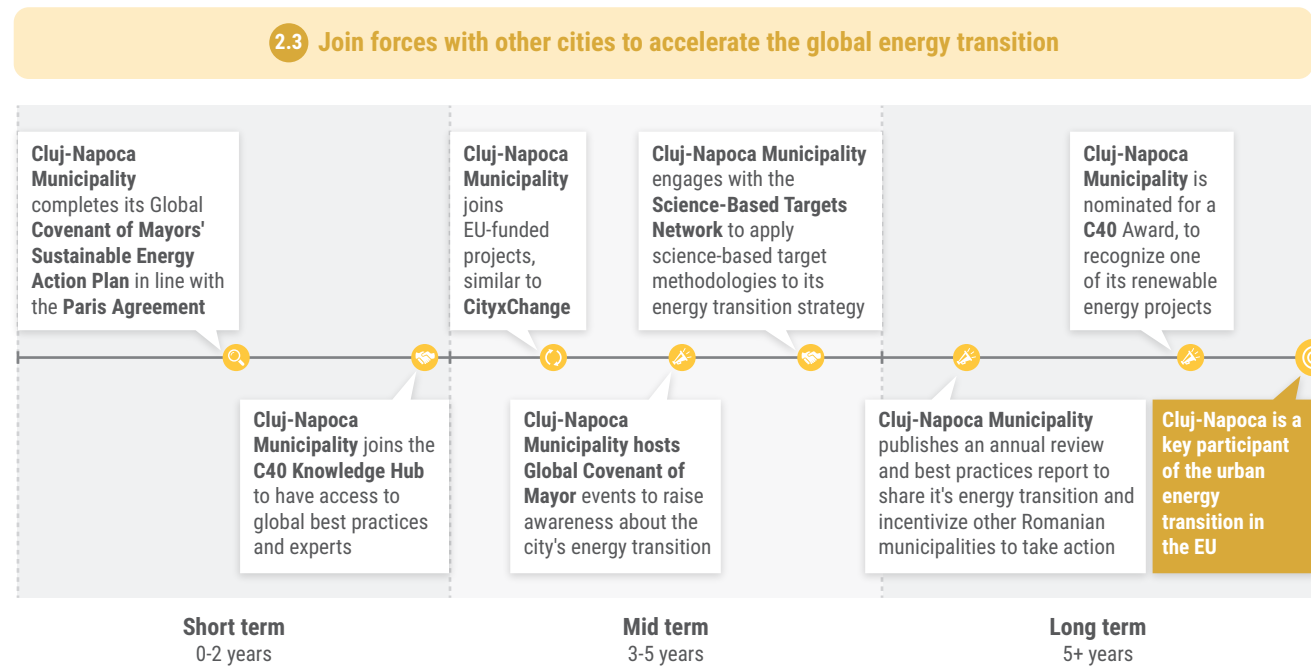 2.3 Join forces with other cities to accelerate the global energy transition
Cluj-Napoca
Municipality
completes its Global
Covenant of Mayors'
Sustainable Energy
Action Plan in line with
the Paris Agreement
Cluj-Napoca
Municipality joins the
C40 Knowledge Hub
to have access to
global best practices
and experts
Cluj-Napoca
Municipality
joins
EU-funded
projects,
similar to
CityxChange
Cluj-Napoca
Municipality hosts
Global Covenant of
Mayor events to raise
awareness about the
city's energy transition
Cluj-Napoca Municipality
engages with the
Science-Based Targets
Network to apply
science-based target
methodologies to its
energy transition strategy
Cluj-Napoca Municipality
publishes an annual review
and best practices report to
share it's energy transition and
incentivize other Romanian
municipalities to take action
Cluj-Napoca
Municipality is
nominated for a
C40 Award, to
recognize one
of its renewable
energy projects
Cluj-Napoca is a
key participant
of the urban
energy
transition in
the EU
Short term
0-2 years
Mid term
3-5 years
Long term
5+ years